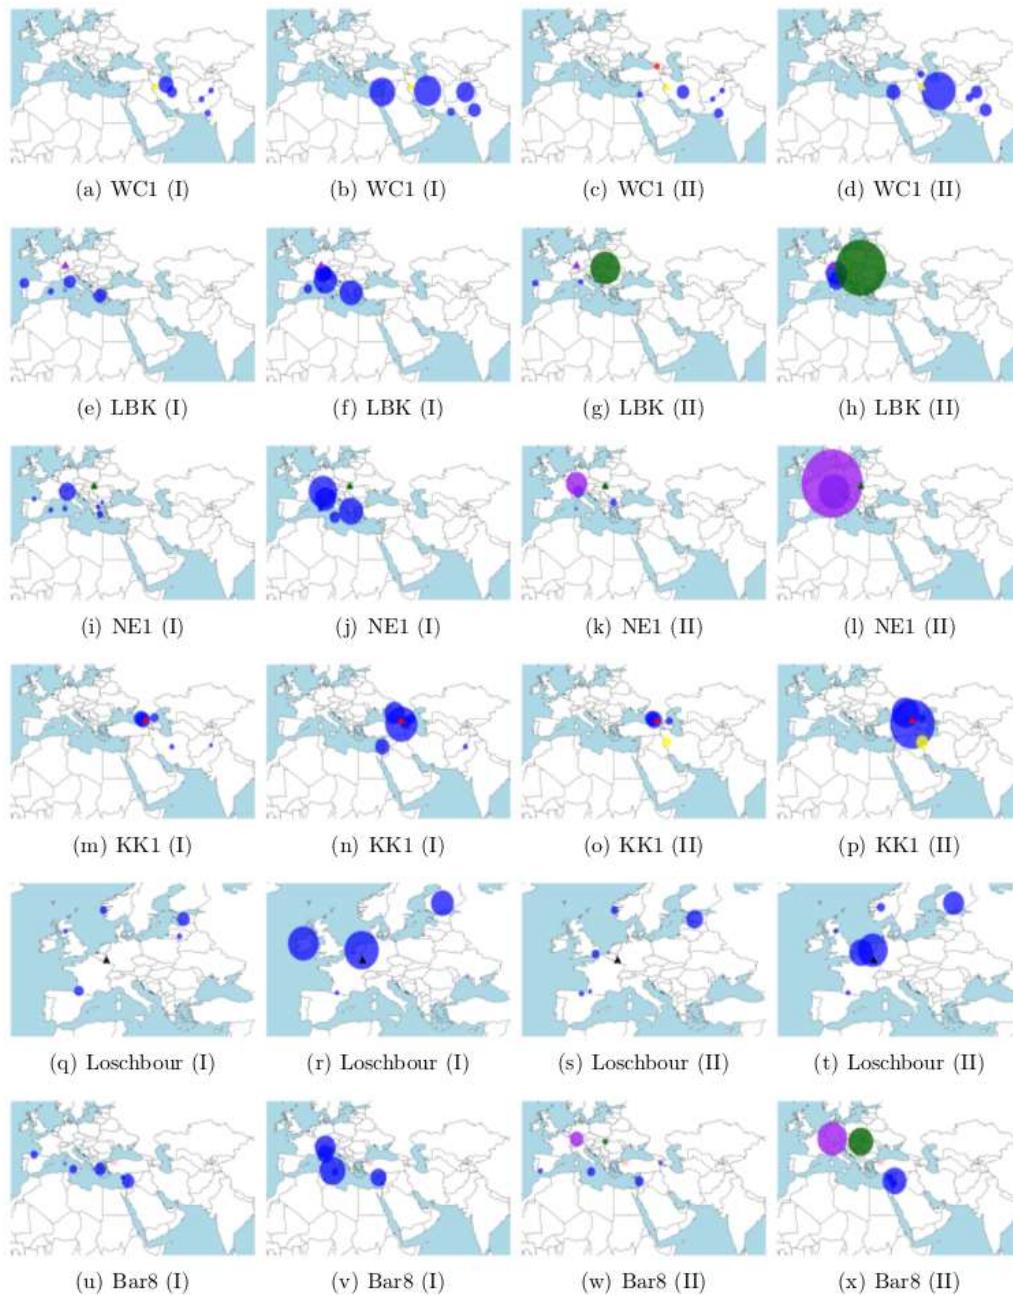 (a) WC1 (I) (b) WC1 (I) (c) WC1 (II) (d) WC1 (II)
(e) LBK (I) (f) LBK (I) (g) LBK (II) (h) LBK (II)
(i) NE1 (I) (j) NE1 (I) (k) NE1 (II) (l) NE1 (II)
(m) KK1 (I) (n) KK1 (I) (o) KK1 (II) (p) KK1 (II)
(q) Loschbour (I) (r) Loschbour (I) (s) Loschbour (II) (t) Loschbour (II)
(u) Bar8 (I) (v) Bar8 (I) (w) Bar8 (II) (x) Bar8 (II)